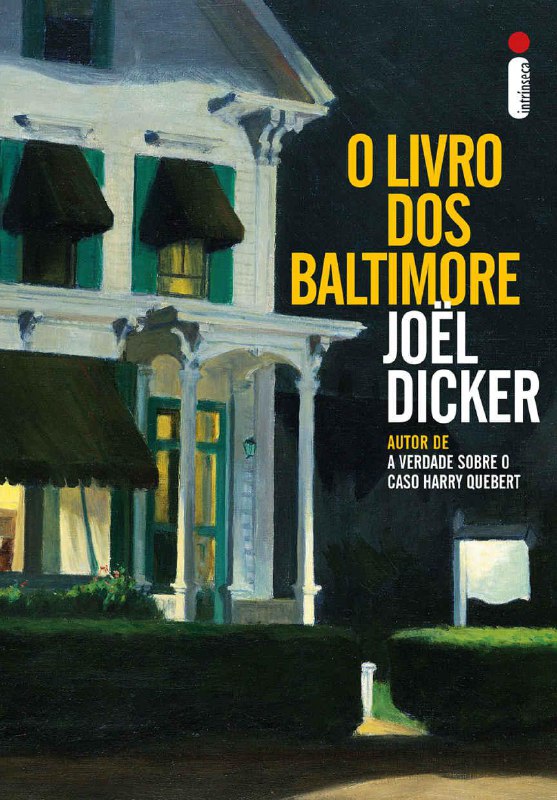 intrínseca
O LIVRO
DOS
BALTIMORE
JOËL
DICKER
AUTOR DE
A VERDADE SOBRE O
CASO HARRY QUEBERT